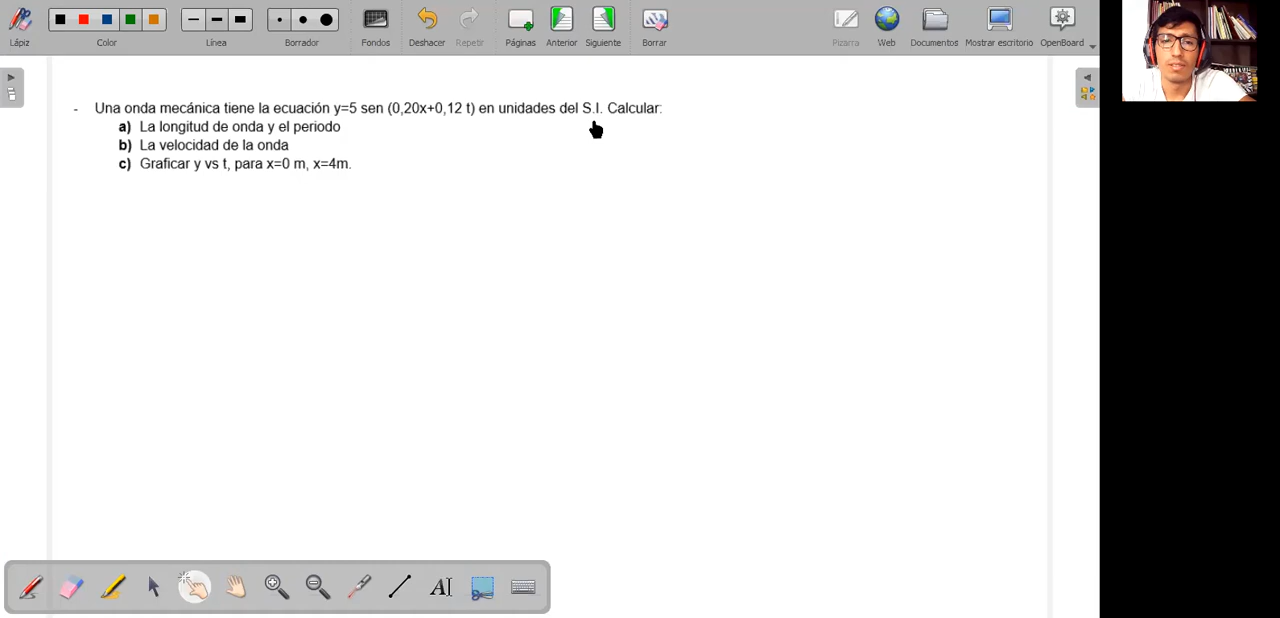 Lápiz Color Línea Borrador Fondos Deshacer Repetir Páginas Anterior Siguiente Borrar Pizarra Web Documentos Mostrar escritorio OpenBoard
- Una onda mecánica tiene la ecuación y=5 sen (0,20x+0,12 t) en unidades del S.I. Calcular:
a) La longitud de onda y el periodo
b) La velocidad de la onda
c) Graficar y vs t, para x=0 m, x=4m.
AI